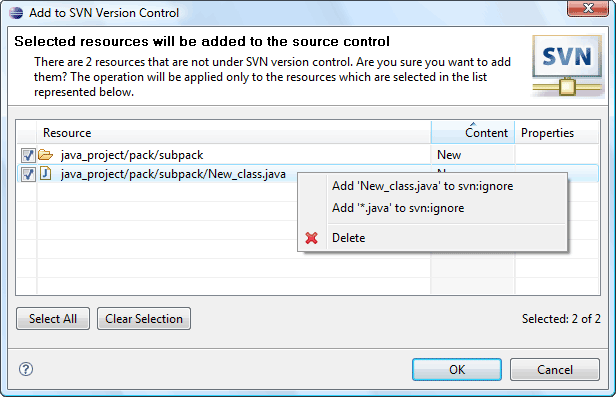 Add to SVN Version Control
Selected resources will be added to the source control
There are 2 resources that are not under SVN version control. Are you sure you want to add
them? The operation will be applied only to the resources which are selected in the list
represented below.
SVN
Resource Content Properties
java_project/pack/subpack New
java_project/pack/subpack/New_class.java
Add 'New_class.java' to svn:ignore
Add '*.java' to svn:ignore
Delete
Select All Clear Selection Selected: 2 of 2
OK Cancel